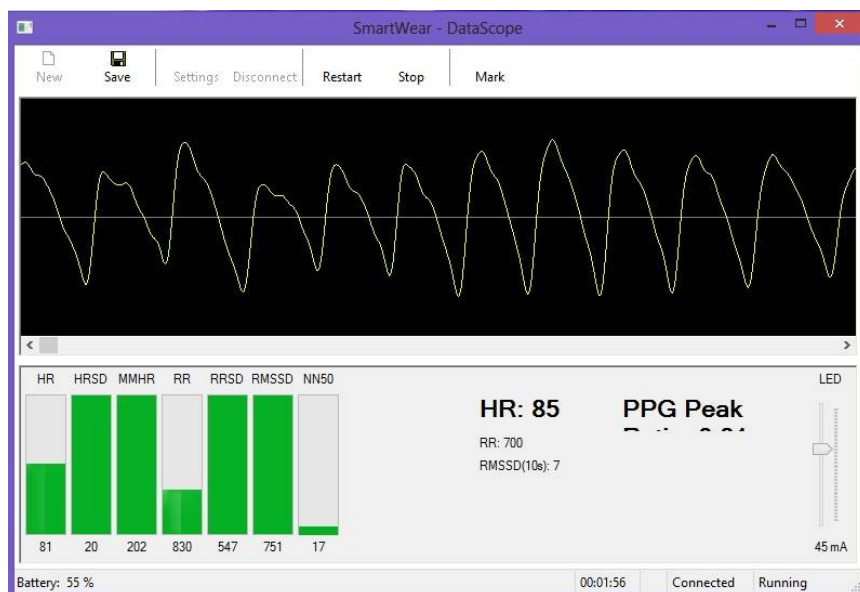 SmartWear - DataScope
New Save Settings Disconnect Restart Stop Mark
HR HRSD MMHR RR RRSD RMSSD NN50
81 20 202 830 547 751 17
HR: 85
RR: 700
RMSSD(10s): 7
PPG Peak
LED
45 mA
Battery: 55 %
00:01:56 Connected Running